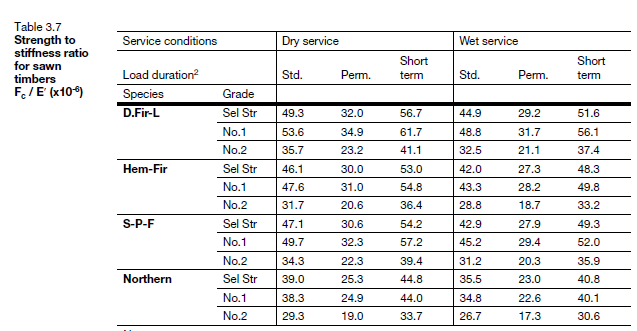 Table 3.7
Strength to
stiffness ratio
for sawn
timbers
Fc / E' (x10-6)
Service conditions Dry service Wet service
Load duration2 Std. Perm. Short term Std. Perm. Short term
Species Grade
D.Fir-L Sel Str 49.3 32.0 56.7 44.9 29.2 51.6
No.1 53.6 34.9 61.7 48.8 31.7 56.1
No.2 35.7 23.2 41.1 32.5 21.1 37.4
Hem-Fir Sel Str 46.1 30.0 53.0 42.0 27.3 48.3
No.1 47.6 31.0 54.8 43.3 28.2 49.8
No.2 31.7 20.6 36.4 28.8 18.7 33.2
S-P-F Sel Str 47.1 30.6 54.2 42.9 27.9 49.3
No.1 49.7 32.3 57.2 45.2 29.4 52.0
No.2 34.3 22.3 39.4 31.2 20.3 35.9
Northern Sel Str 39.0 25.3 44.8 35.5 23.0 40.8
No.1 38.3 24.9 44.0 34.8 22.6 40.1
No.2 29.3 19.0 33.7 26.7 17.3 30.6